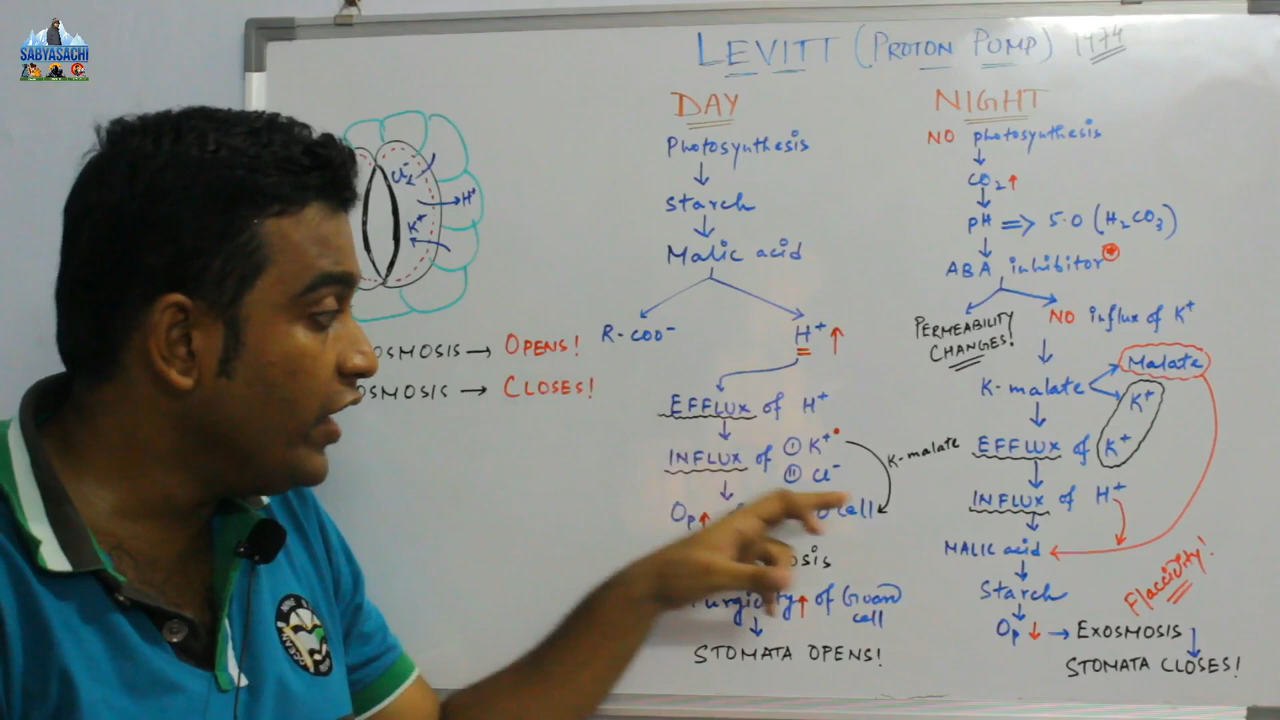 SABYASACHI
LEVITT (PROTON PUMP) 1974
DAY
Photosynthesis
Starch
Malic acid
R-COO⁻
H⁺ ↑
EFFLUX of H⁺
INFLUX of ① K⁺
② Cl⁻
K-malate
Op ↑
cell
Turgicity ↑ of Guard
cell
STOMATA OPENS!
NIGHT
NO photosynthesis
CO₂ ↑
pH => 5.0 (H₂CO₃)
ABA inhibitor
PERMEABILITY
CHANGES!
NO influx of K⁺
K-malate
Malate
K⁺
EFFLUX of K⁺
INFLUX of H⁺
MALIC acid
Starch
Op ↓ → EXOSMOSIS
Flaccidity!
STOMATA CLOSES!
Cl⁻
H⁺
K⁺
OSMOSIS → OPENS!
OSMOSIS → CLOSES!